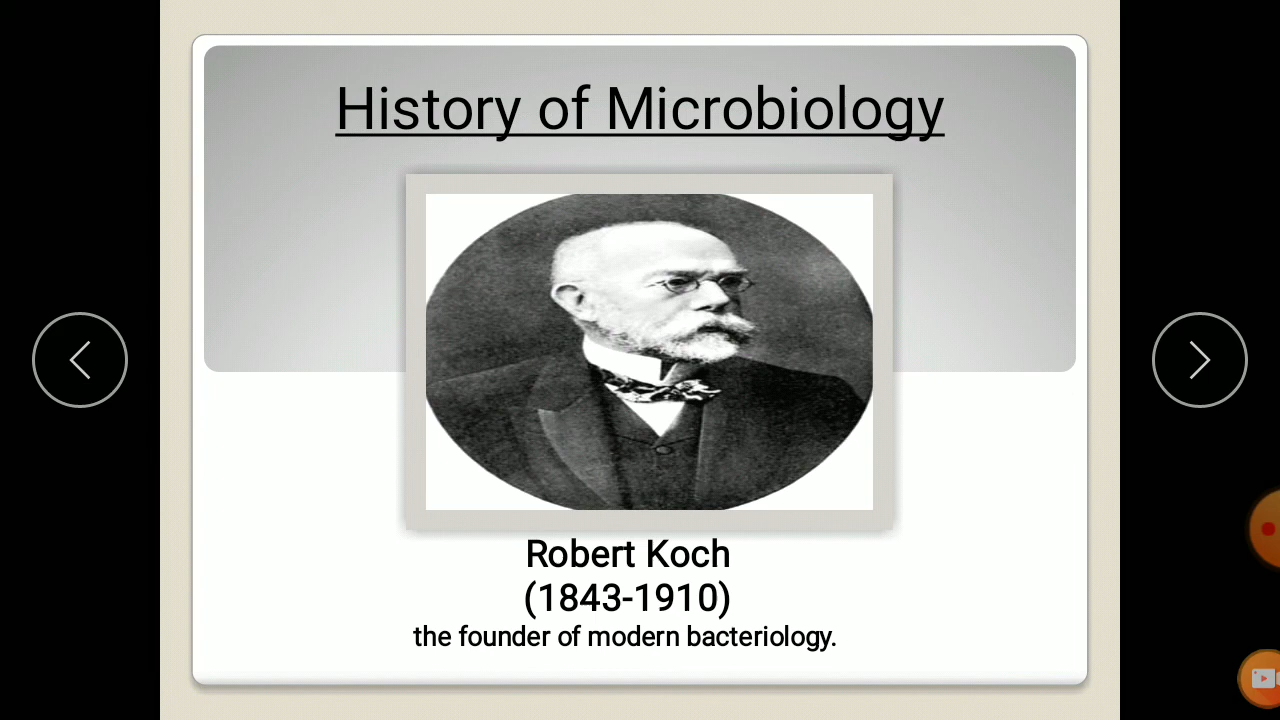 History of Microbiology
Robert Koch
(1843-1910)
the founder of modern bacteriology.